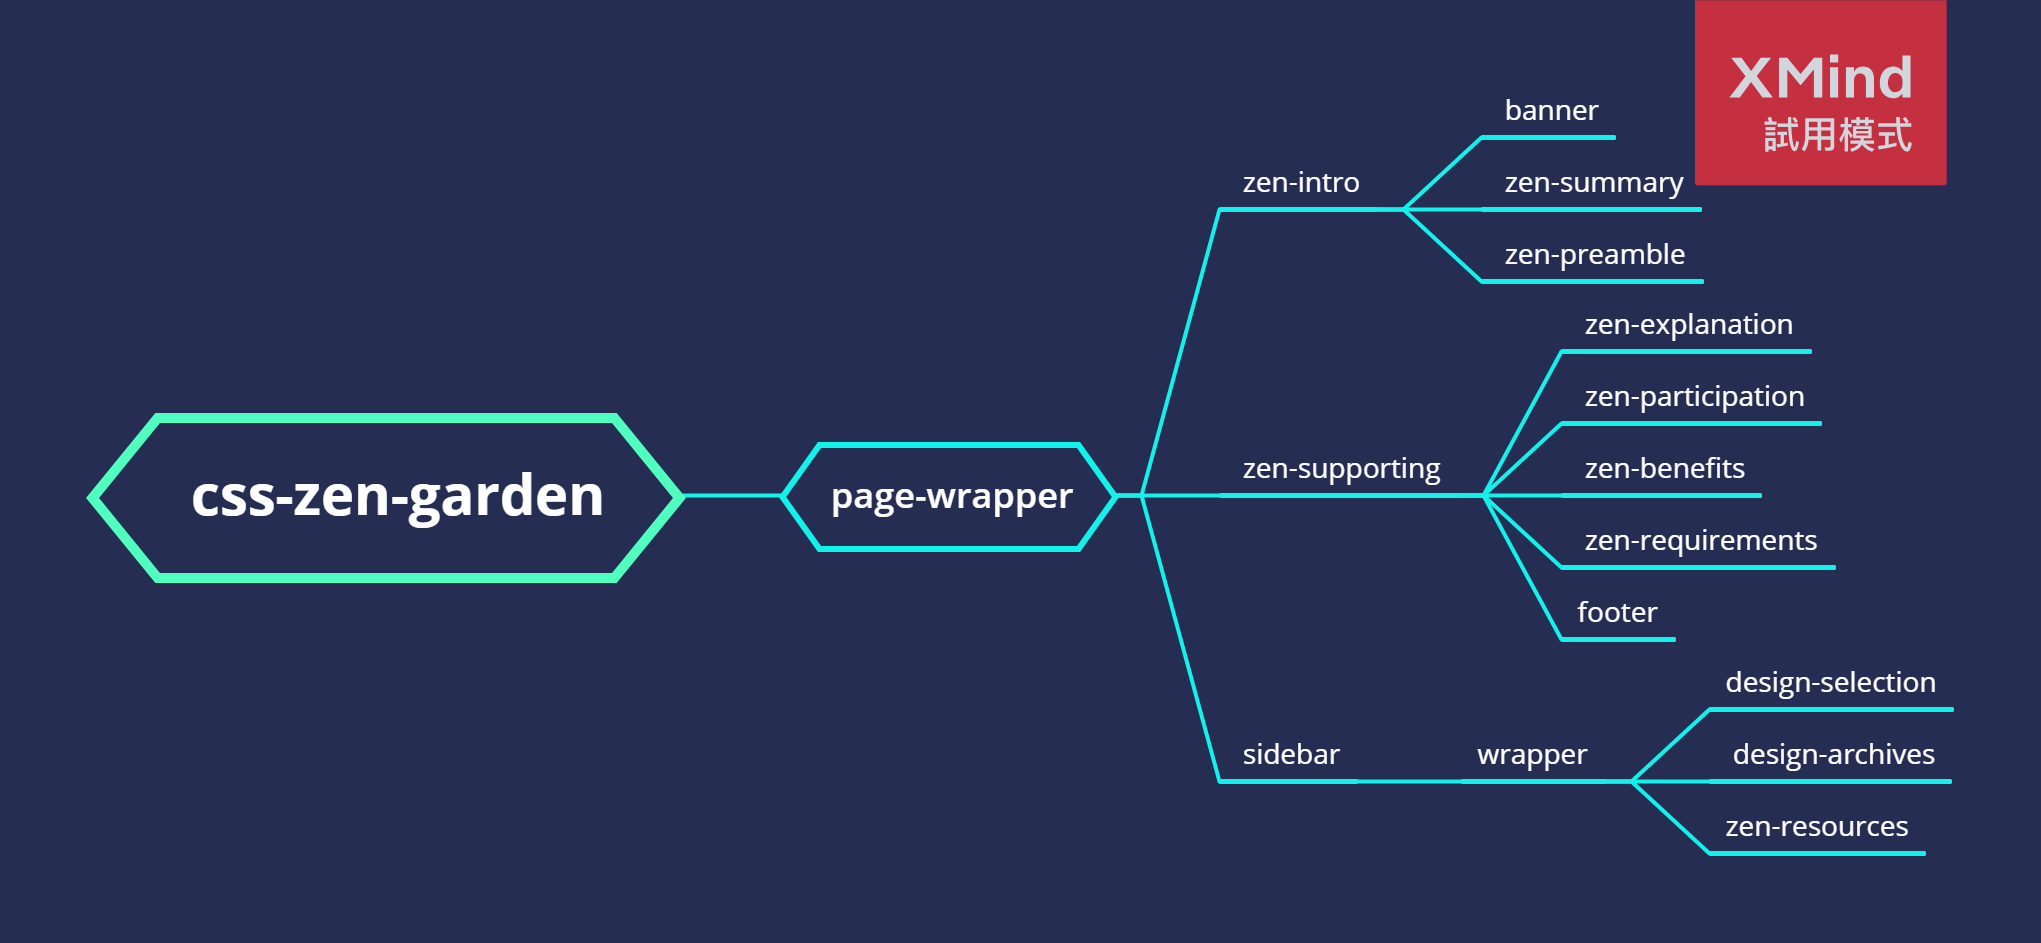 XMind
試用模式
banner
zen-intro
zen-summary
zen-preamble
zen-explanation
zen-participation
css-zen-garden
page-wrapper
zen-supporting
zen-benefits
zen-requirements
footer
design-selection
sidebar
wrapper
design-archives
zen-resources